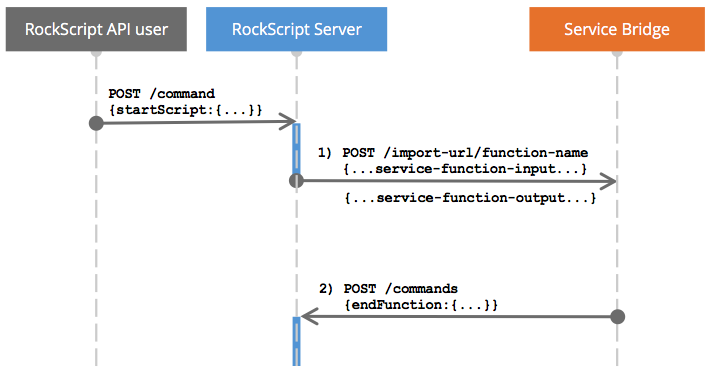 RockScript API user
RockScript Server
Service Bridge
POST /command
{startScript:{...}}
1) POST /import-url/function-name
{...service-function-input...}
{...service-function-output...}
2) POST /commands
{endFunction:{...}}